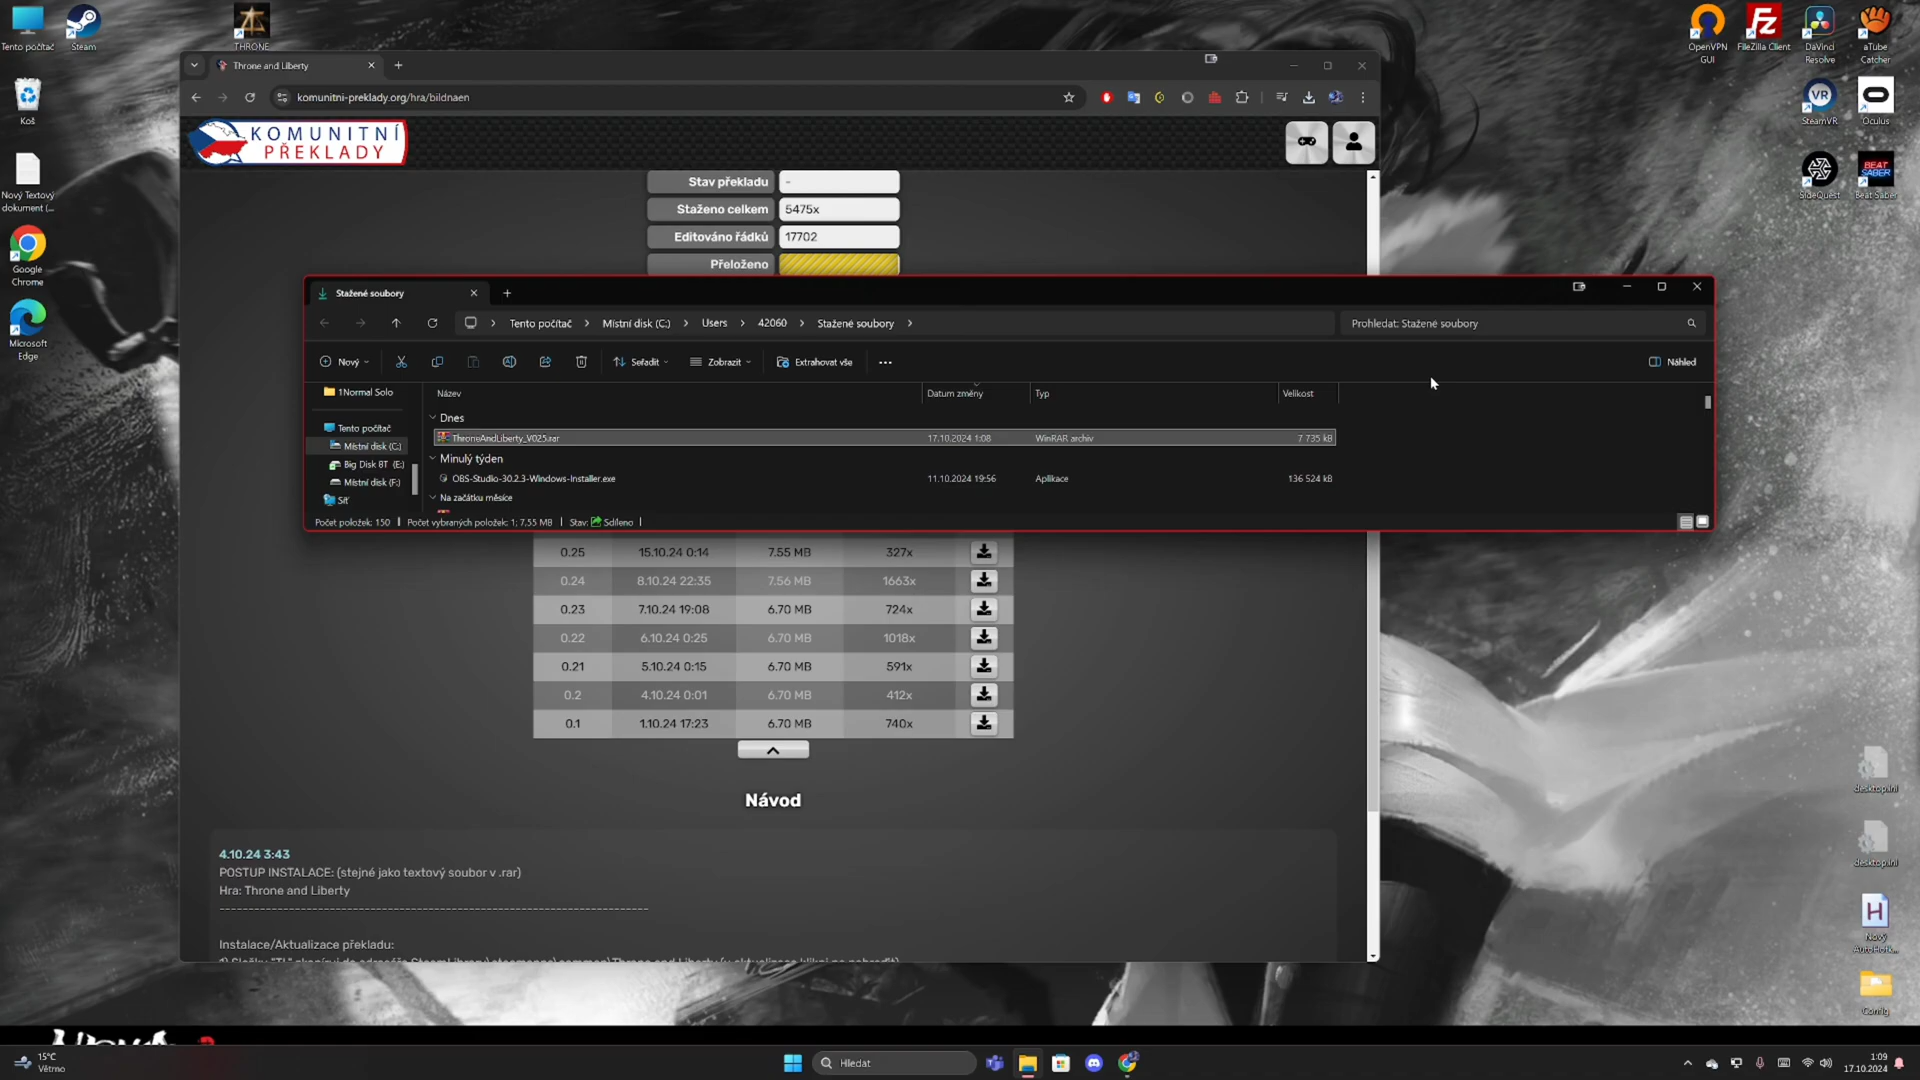 Tento počítač
Steam
THRONE
OpenVPN GUI
FileZilla Client
DaVinci Resolve
aTube Catcher
Koš
SteamVR
Oculus
Nový Textový dokument (...
SideQuest
BEAT SABER
Beat Saber
Google Chrome
Microsoft Edge
Throne and Liberty
komunitni-preklady.org/hra/bildnaen
KOMUNITNÍ
PŘEKLADY
Stav překladu -
Staženo celkem 5475x
Editováno řádků 17702
Přeloženo
Stažené soubory
Tento počítač > Místní disk (C:) > Users > 42060 > Stažené soubory >
Prohledat: Stažené soubory
Nový
Seřadit
Zobrazit
Extrahovat vše
Náhled
1Normal Solo
Tento počítač
Místní disk (C:)
Big Disk 8T (E:)
Místní disk (F:)
Síť
Název Datum změny Typ Velikost
Dnes
ThroneAndLiberty_V025.rar 17.10.2024 1:08 WinRAR archiv 7 735 kB
Minulý týden
OBS-Studio-30.2.3-Windows-Installer.exe 11.10.2024 19:56 Aplikace 136 524 kB
Na začátku měsíce
Počet položek: 150 Počet vybraných položek: 1; 7,55 MB Stav: Sdíleno
0.25 15.10.24 0:14 7.55 MB 327x
0.24 8.10.24 22:35 7.56 MB 1663x
0.23 7.10.24 19:08 6.70 MB 724x
0.22 6.10.24 0:25 6.70 MB 1018x
0.21 5.10.24 0:15 6.70 MB 591x
0.2 4.10.24 0:01 6.70 MB 412x
0.1 1.10.24 17:23 6.70 MB 740x
Návod
4.10.24 3:43
POSTUP INSTALACE: (stejné jako textový soubor v .rar)
Hra: Throne and Liberty
------------------------------------------------------------------------
Instalace/Aktualizace překladu:
desktop.ini
desktop.ini
Nový AutoHotk...
Config
15°C
Větrno
Hledat
1:09
17.10.2024